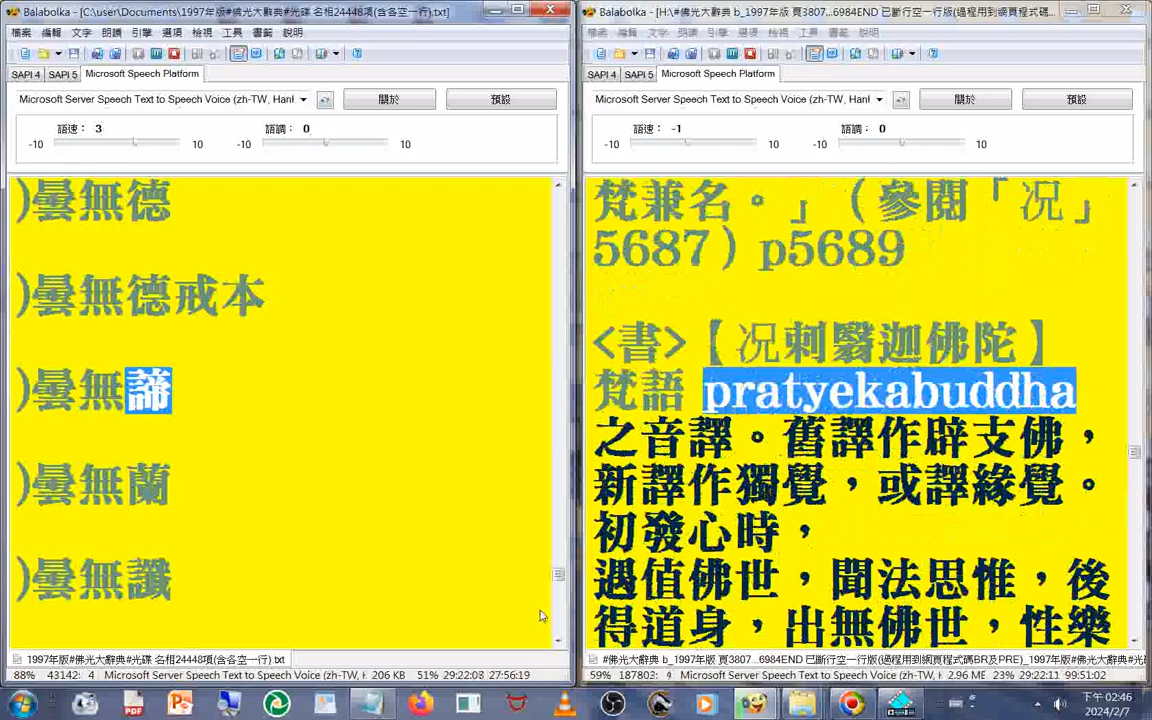 Balabolka - [C:\user\Documents\1997年版#佛光大辭典#光碟 名相24448項(含各空一行).txt]
檔案 編輯 文字 朗讀 引擎 選項 檢視 工具 書籤 說明
SAPI 4 SAPI 5 Microsoft Speech Platform
Microsoft Server Speech Text to Speech Voice (zh-TW, Hanl
關於
預設
語速： 3
語調： 0
-10 10 -10 10
)曇無德
)曇無德戒本
)曇無諦
)曇無蘭
)曇無讖
1997年版#佛光大辭典#光碟 名相24448項(含各空一行).txt
88% 43142: 4 Microsoft Speech Platform Microsoft Server Speech Text to Speech Voice (zh-TW, H 206 KB 51% 29:22:03 27:56:19
Balabolka - [H:\#佛光大辭典 b_1997年版 頁3807...6984END 已斷行空一行版(過程用到網頁程式碼...
檔案 編輯 文字 朗讀 引擎 選項 檢視 工具 書籤 說明
SAPI 4 SAPI 5 Microsoft Speech Platform
Microsoft Server Speech Text to Speech Voice (zh-TW, Hanl
關於
預設
語速： -1
語調： 0
-10 10 -10 10
梵兼名。」（參閱「况」
5687）p5689
<書>【况刺翳迦佛陀】
梵語 pratyekabuddha
之音譯。舊譯作辟支佛，
新譯作獨覺，或譯緣覺。
初發心時，
遇值佛世，聞法思惟，後
得道身，出無佛世，性樂
#佛光大辭典 b_1997年版 頁3807...6984END 已斷行空一行版(過程用到網頁程式碼BR及PRE)_1997年版#光
59% 187802: 9 Microsoft Speech Platform Microsoft Server Speech Text to Speech Voice (zh-TW, H 2.96 ME 23% 29:22:11 99:51:02
PDF
下午 02:46
2024/2/7